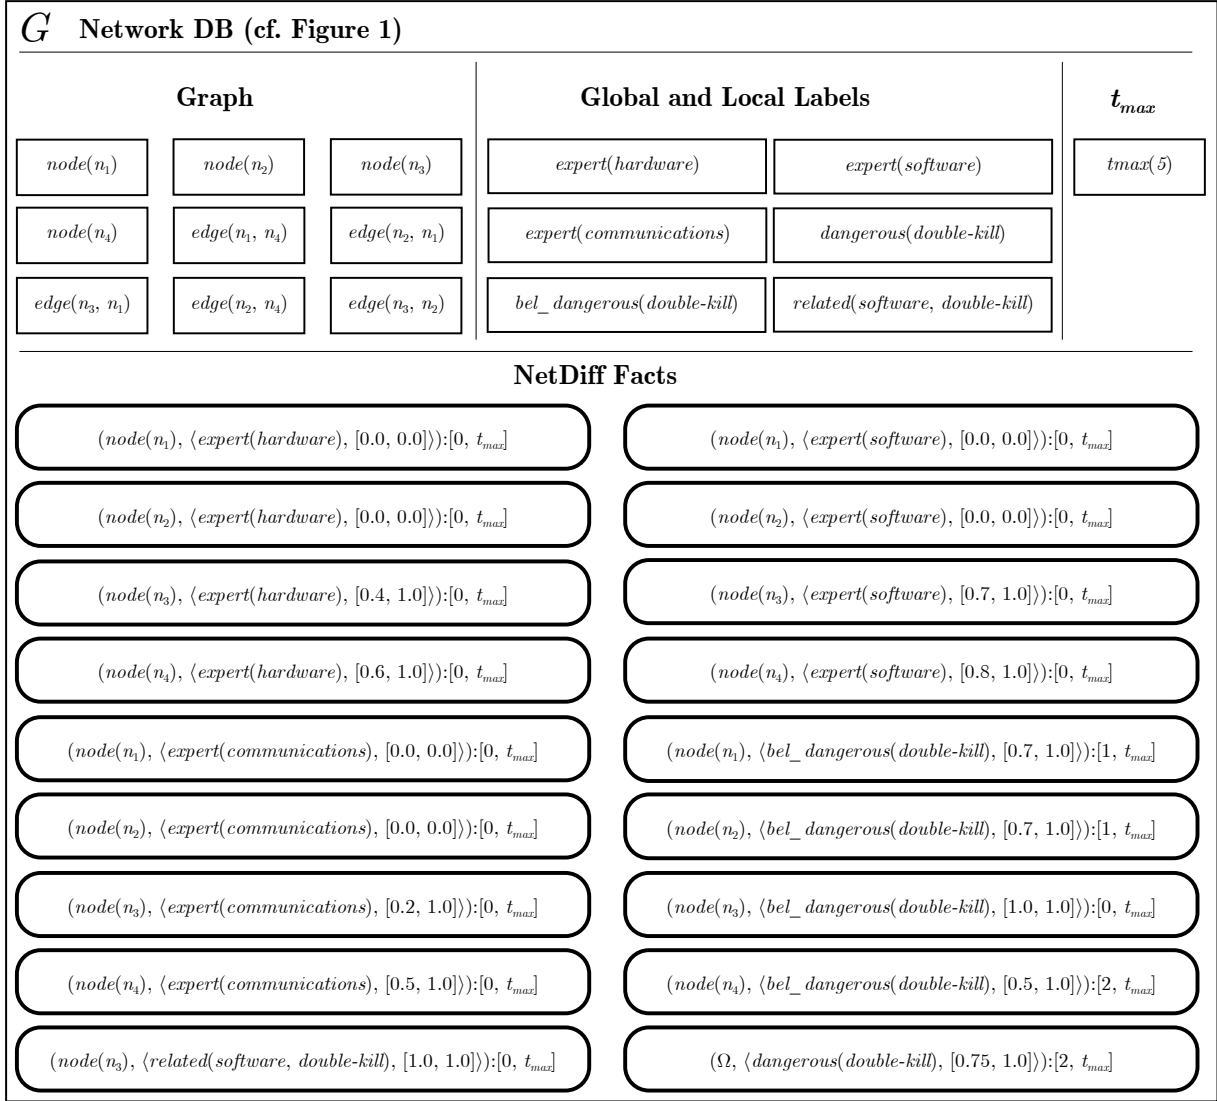 G Network DB (cf. Figure 1)
Graph Global and Local Labels t_max
node(n₁) node(n₂) node(n₃) expert(hardware) expert(software) tmax(5)
node(n₄) edge(n₁, n₄) edge(n₂, n₁) expert(communications) dangerous(double-kill)
edge(n₃, n₁) edge(n₂, n₄) edge(n₃, n₂) bel_dangerous(double-kill) related(software, double-kill)
NetDiff Facts
(node(n₁), ⟨expert(hardware), [0.0, 0.0]⟩):[0, t_max] (node(n₁), ⟨expert(software), [0.0, 0.0]⟩):[0, t_max]
(node(n₂), ⟨expert(hardware), [0.0, 0.0]⟩):[0, t_max] (node(n₂), ⟨expert(software), [0.0, 0.0]⟩):[0, t_max]
(node(n₃), ⟨expert(hardware), [0.4, 1.0]⟩):[0, t_max] (node(n₃), ⟨expert(software), [0.7, 1.0]⟩):[0, t_max]
(node(n₄), ⟨expert(hardware), [0.6, 1.0]⟩):[0, t_max] (node(n₄), ⟨expert(software), [0.8, 1.0]⟩):[0, t_max]
(node(n₁), ⟨expert(communications), [0.0, 0.0]⟩):[0, t_max] (node(n₁), ⟨bel_dangerous(double-kill), [0.7, 1.0]⟩):[1, t_max]
(node(n₂), ⟨expert(communications), [0.0, 0.0]⟩):[0, t_max] (node(n₂), ⟨bel_dangerous(double-kill), [0.7, 1.0]⟩):[1, t_max]
(node(n₃), ⟨expert(communications), [0.2, 1.0]⟩):[0, t_max] (node(n₃), ⟨bel_dangerous(double-kill), [1.0, 1.0]⟩):[0, t_max]
(node(n₄), ⟨expert(communications), [0.5, 1.0]⟩):[0, t_max] (node(n₄), ⟨bel_dangerous(double-kill), [0.5, 1.0]⟩):[2, t_max]
(node(n₃), ⟨related(software, double-kill), [1.0, 1.0]⟩):[0, t_max] (Ω, ⟨dangerous(double-kill), [0.75, 1.0]⟩):[2, t_max]